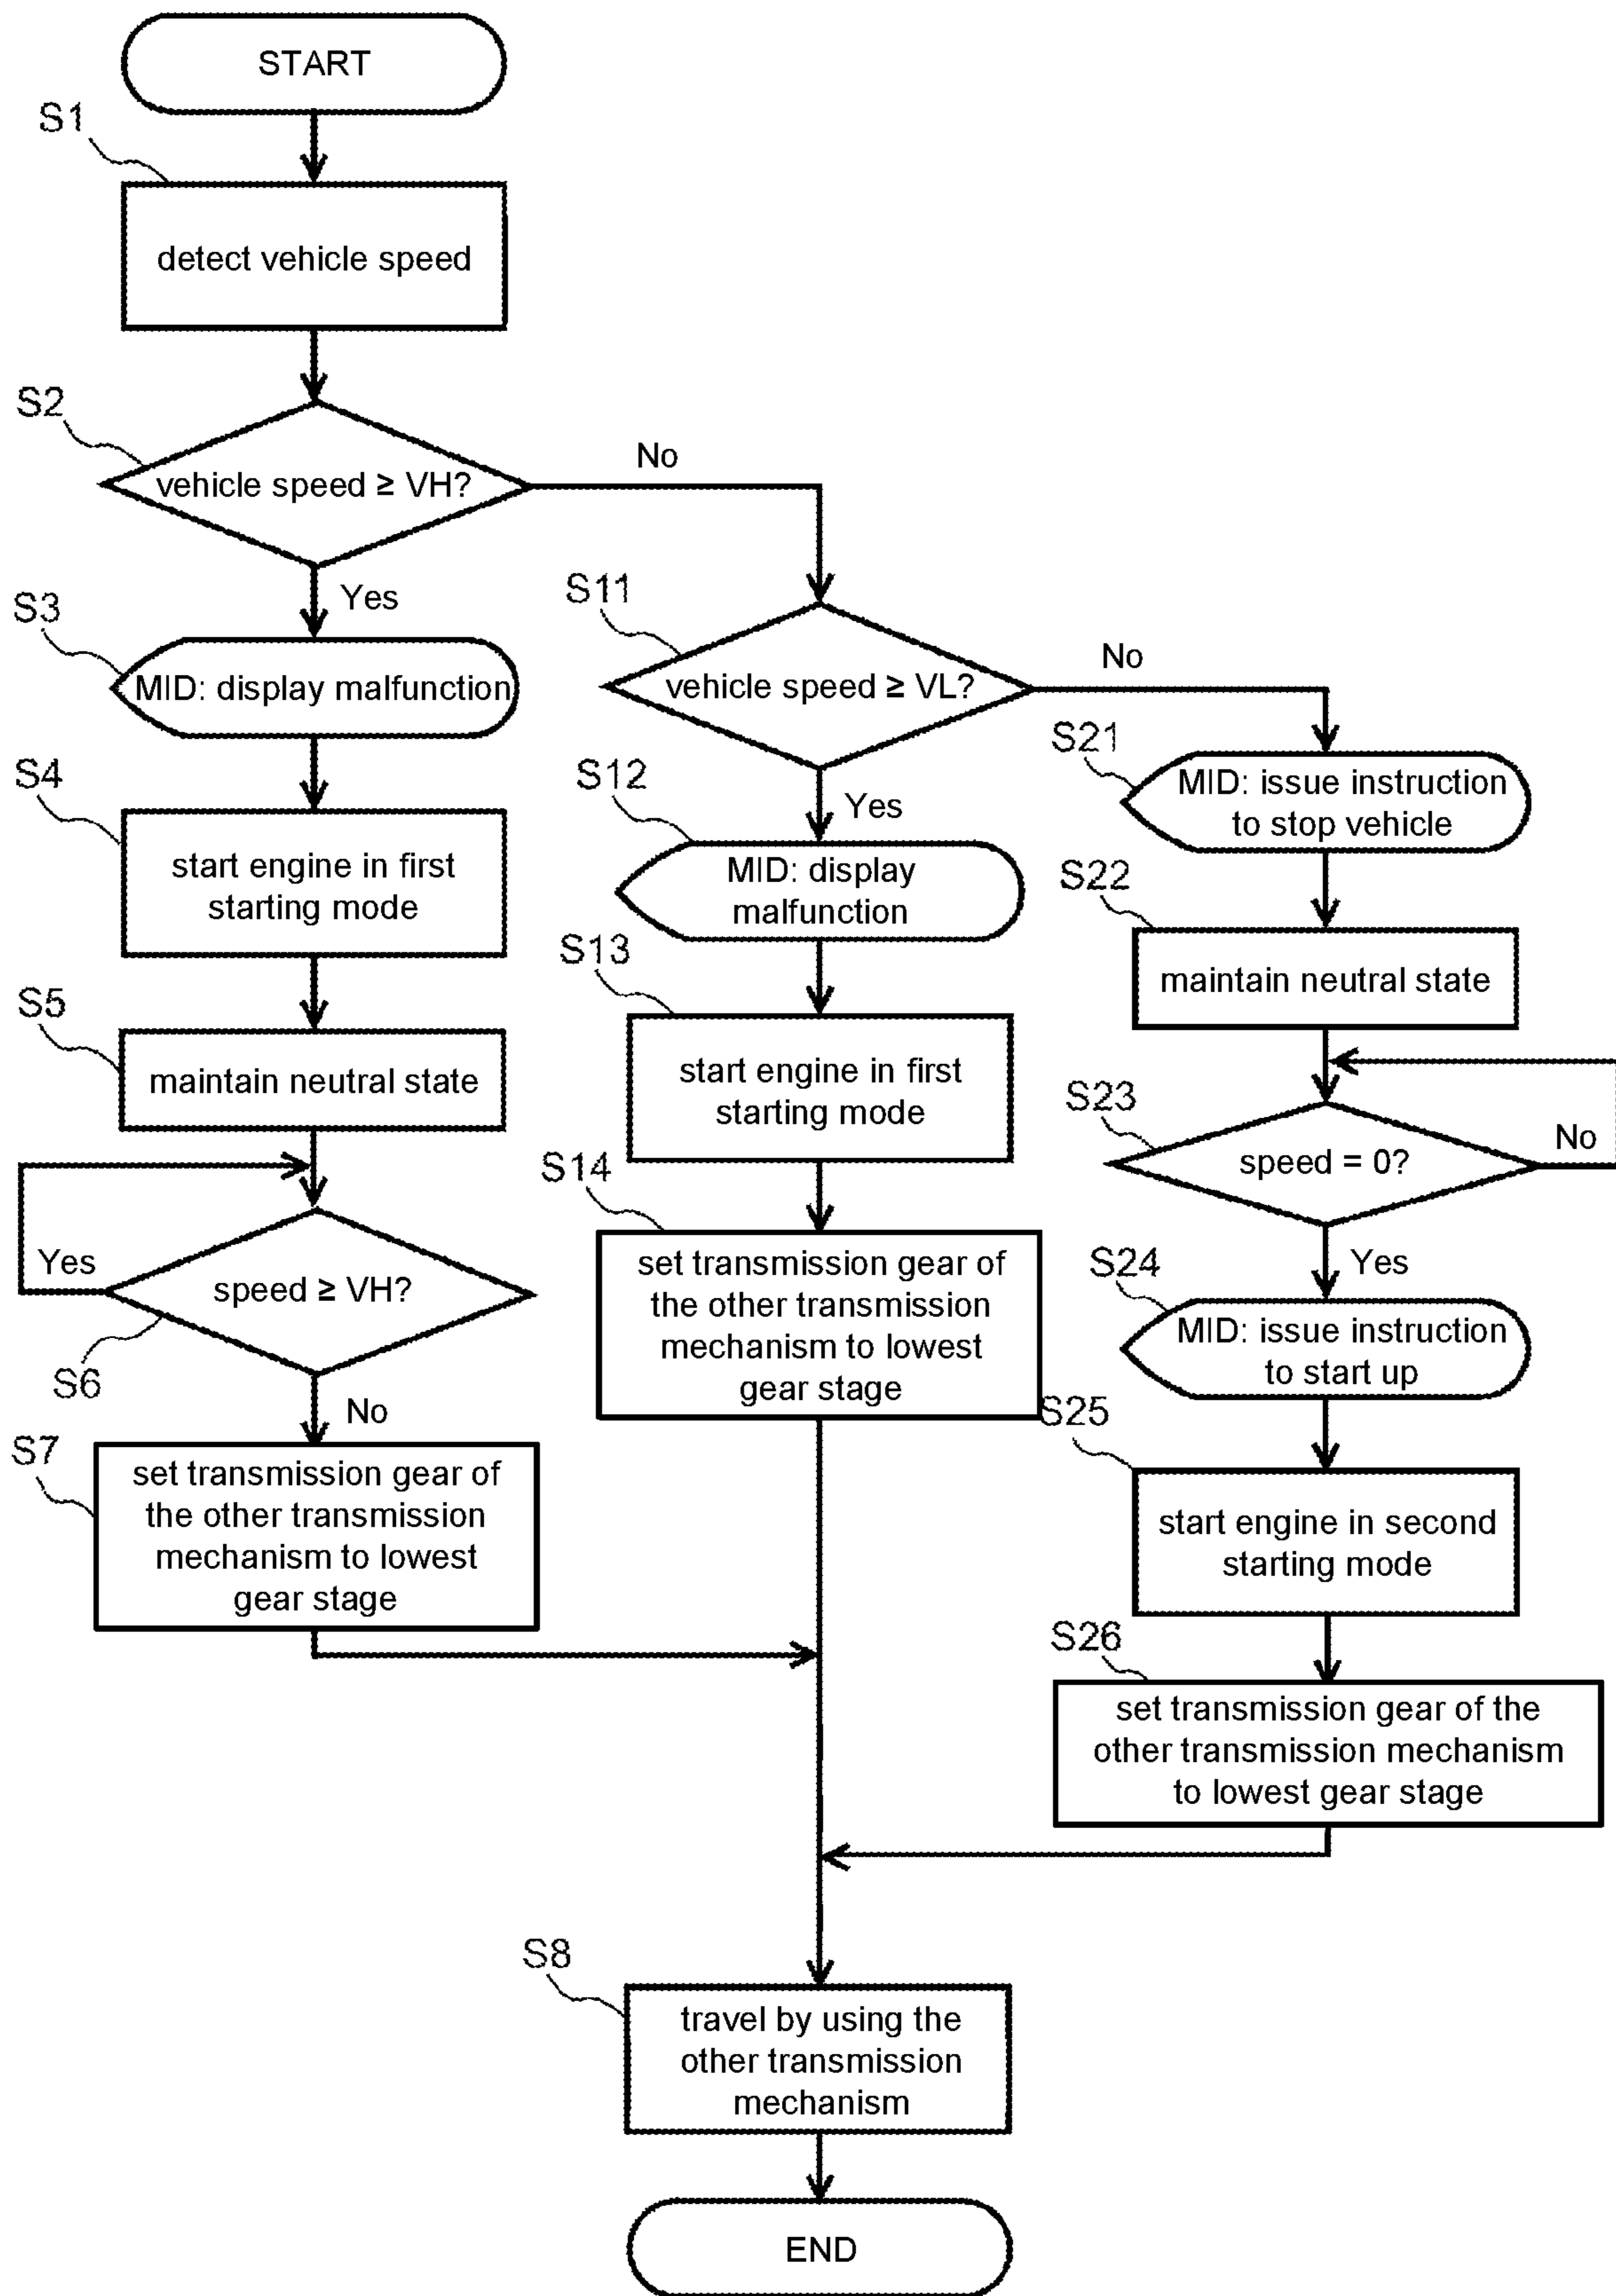 START
S1
detect vehicle speed
S2
vehicle speed ≥ VH?
No
Yes
S3
MID: display malfunction
S4
start engine in first
starting mode
S5
maintain neutral state
Yes
speed ≥ VH?
S6
No
S7
set transmission gear of
the other transmission
mechanism to lowest
gear stage
S11
vehicle speed ≥ VL?
No
Yes
S12
MID: display
malfunction
S13
start engine in first
starting mode
S14
set transmission gear of
the other transmission
mechanism to lowest
gear stage
S21
MID: issue instruction
to stop vehicle
S22
maintain neutral state
S23
speed = 0?
No
Yes
S24
MID: issue instruction
to start up
S25
start engine in second
starting mode
S26
set transmission gear of the
other transmission mechanism
to lowest gear stage
S8
travel by using the
other transmission
mechanism
END